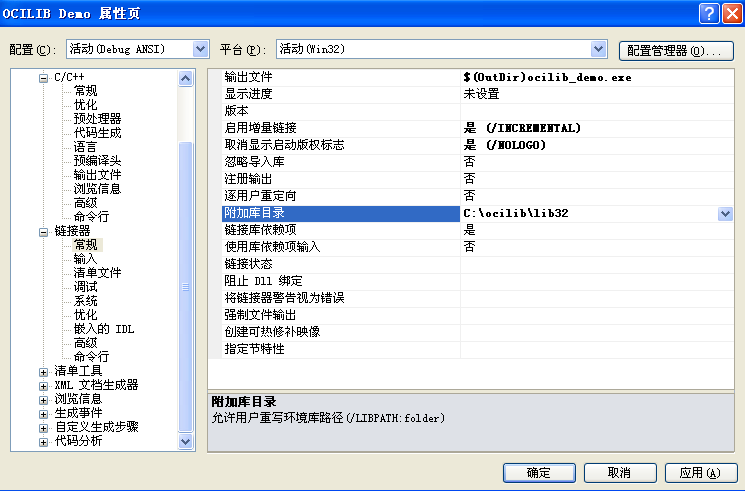 OCILIB Demo 属性页
配置(C): 活动(Debug ANSI) 平台(P): 活动(Win32) 配置管理器(O)...
C/C++
常规
优化
预处理器
代码生成
语言
预编译头
输出文件
浏览信息
高级
命令行
链接器
常规
输入
清单文件
调试
系统
优化
嵌入的 IDL
高级
命令行
清单工具
XML 文档生成器
浏览信息
生成事件
自定义生成步骤
代码分析
输出文件 $(OutDir)ocilib_demo.exe
显示进度 未设置
版本
启用增量链接 是 (/INCREMENTAL)
取消显示启动版权标志 是 (/NOLOGO)
忽略导入库 否
注册输出 否
逐用户重定向 否
附加库目录 C:\ocilib\lib32
链接库依赖项 是
使用库依赖项输入 否
链接状态
阻止 Dll 绑定
将链接器警告视为错误
强制文件输出
创建可热修补映像
指定节特性
附加库目录
允许用户重写环境库路径(/LIBPATH:folder)
确定 取消 应用(A)